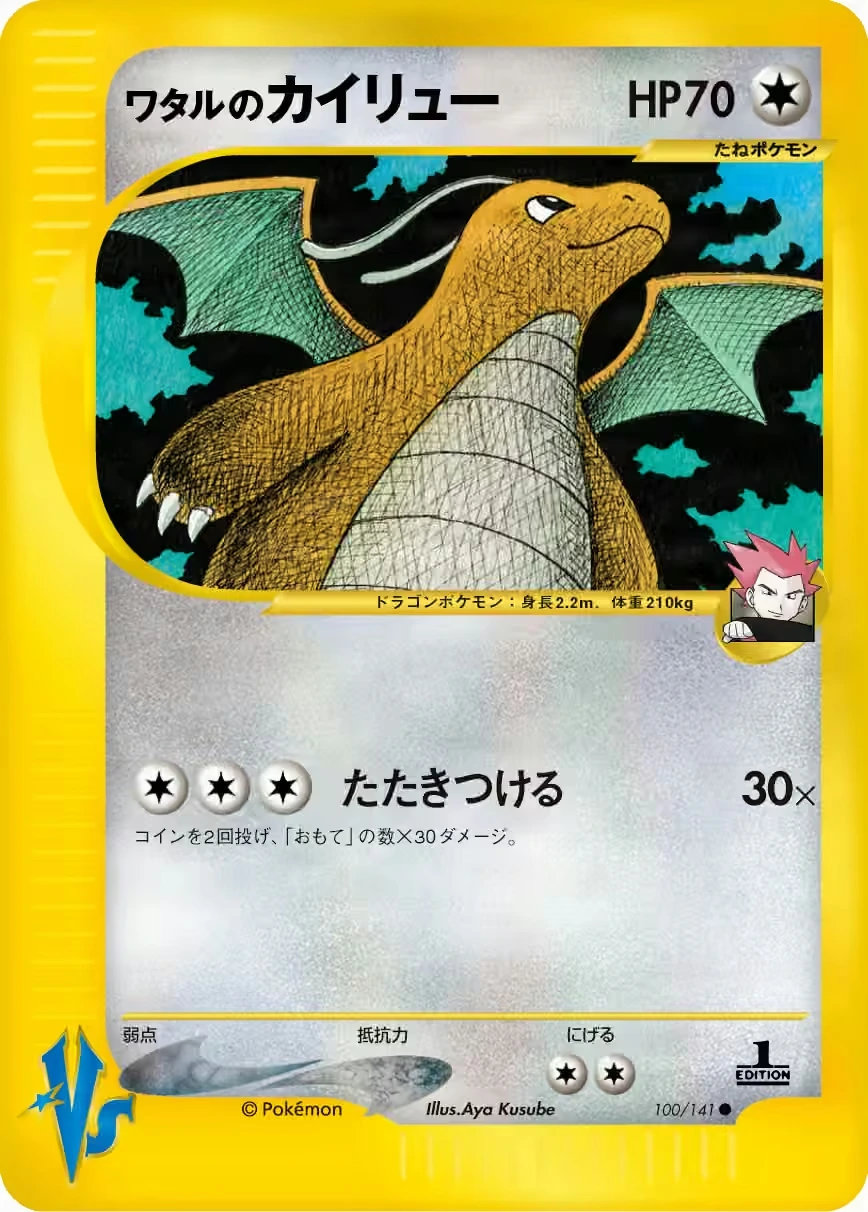 ワタルのカイリュー HP70
たねポケモン
ドラゴンポケモン：身長2.2m. 体重210kg
たたきつける 30×
コインを2回投げ、「おもて」の数×30ダメージ。
弱点 抵抗力 にげる
1
EDITION
VS
© Pokémon Illus.Aya Kusube 100/141